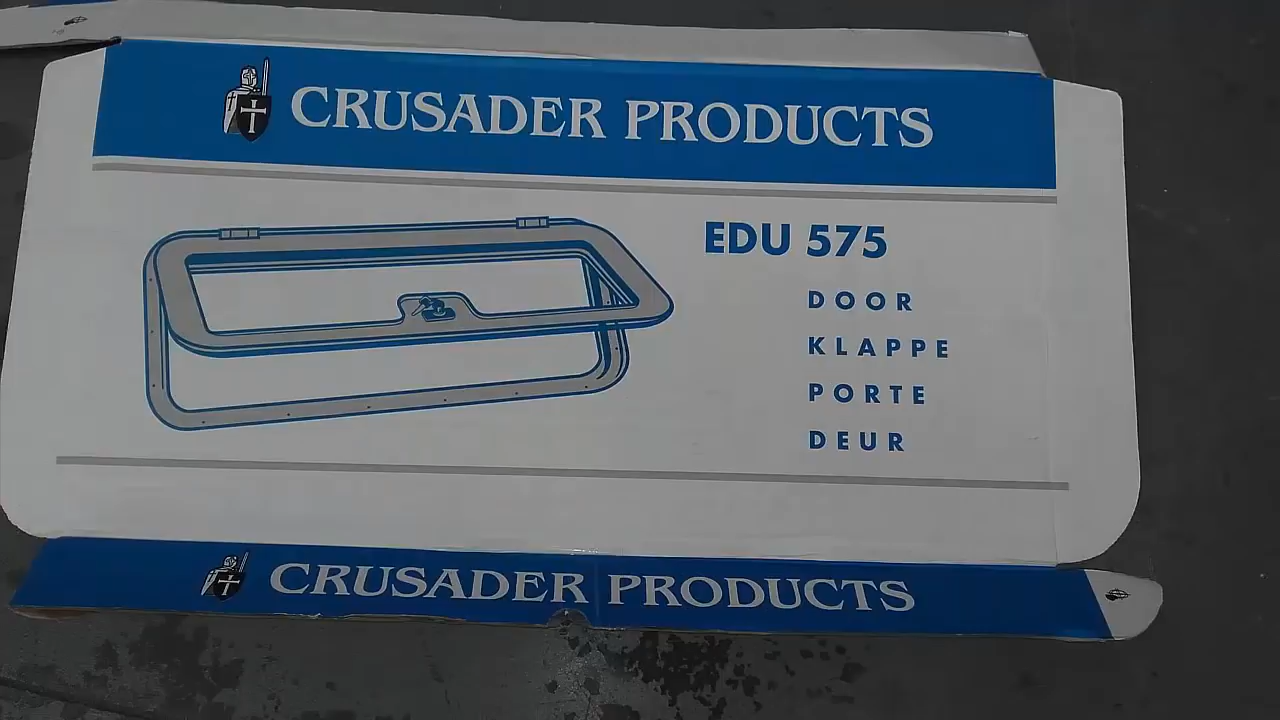 CRUSADER PRODUCTS
EDU 575
DOOR
KLAPPE
PORTE
DEUR
CRUSADER PRODUCTS